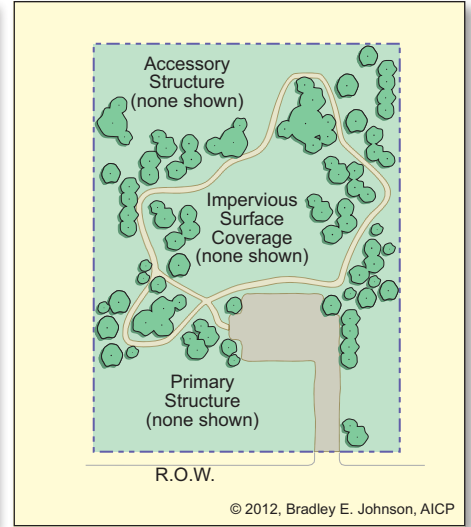 Accessory
Structure
(none shown)
Impervious
Surface
Coverage
(none shown)
Primary
Structure
(none shown)
R.O.W.
© 2012, Bradley E. Johnson, AICP